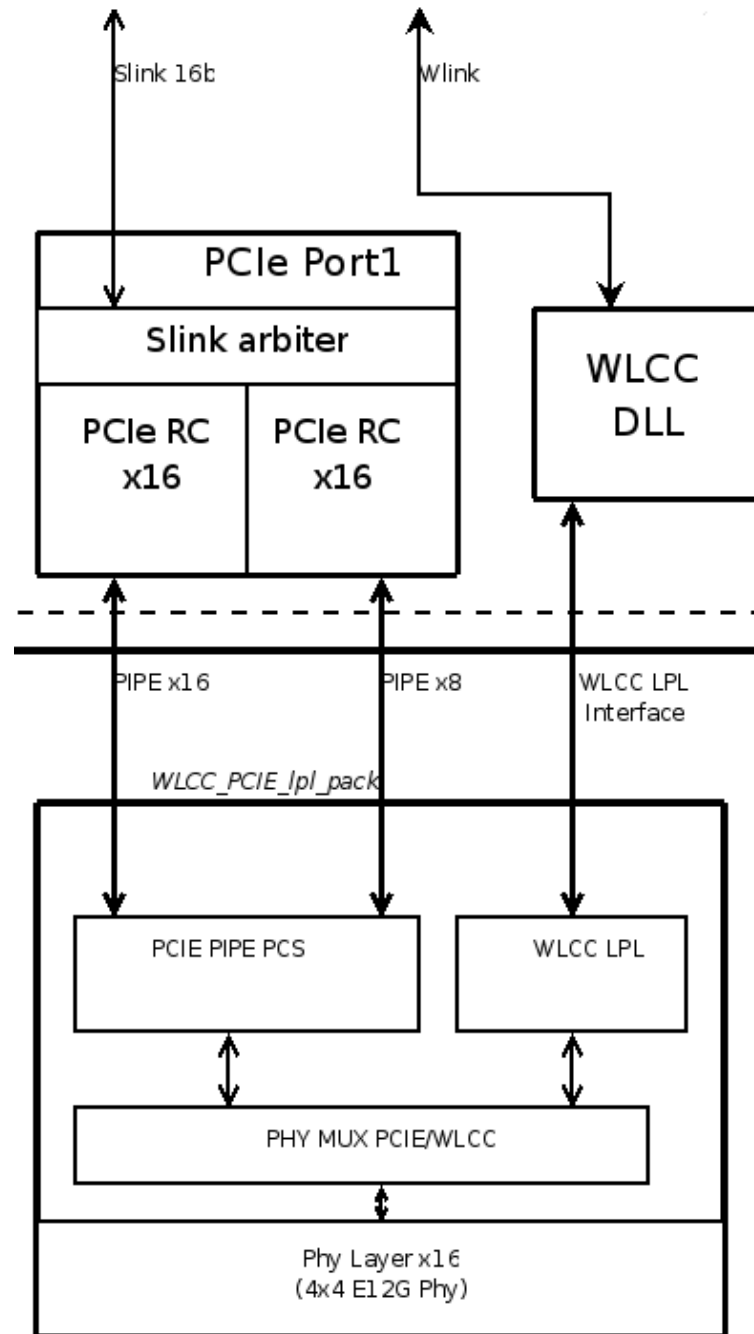 Slink 16b
Wlink
PCIe Port1
Slink arbiter
PCIe RC
x16
PCIe RC
x16
WLCC
DLL
PIPE x16
PIPE x8
WLCC LPL
Interface
WLCC_PCIE_lpl_pack
PCIE PIPE PCS
WLCC LPL
PHY MUX PCIE/WLCC
Phy Layer x16
(4x4 E12G Phy)